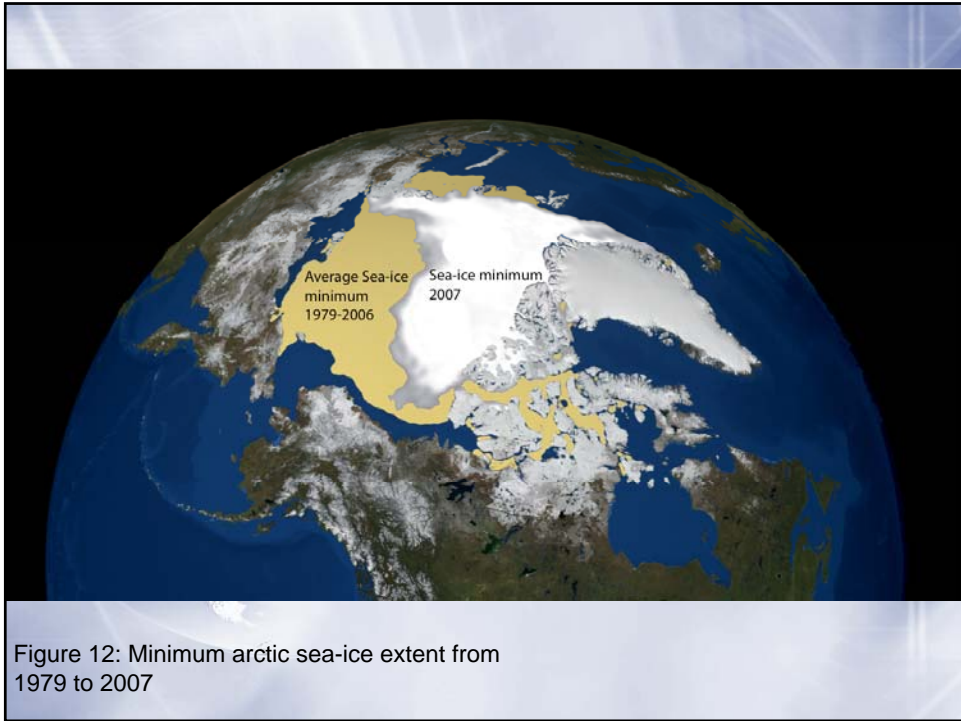 Average Sea-ice
minimum
1979-2006
Sea-ice minimum
2007
Figure 12: Minimum arctic sea-ice extent from
1979 to 2007